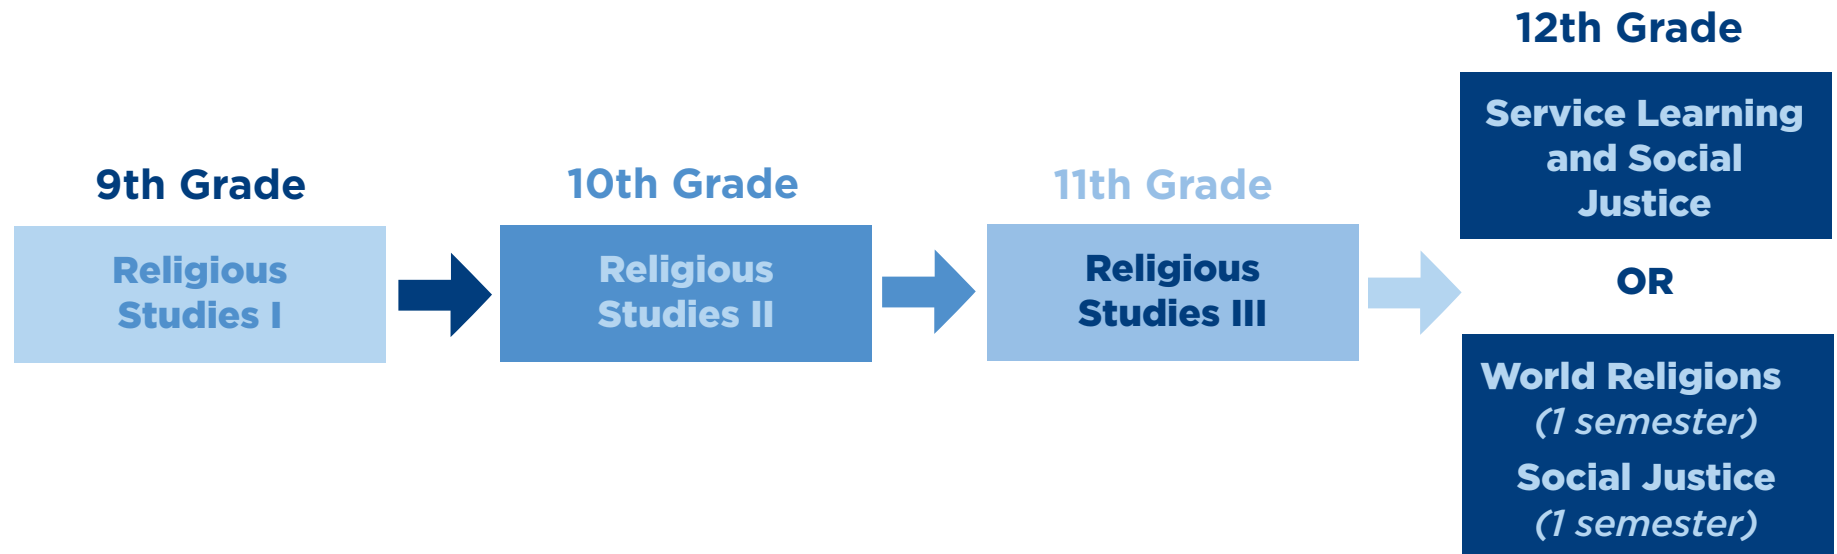 9th Grade
Religious
Studies I
10th Grade
Religious
Studies II
11th Grade
Religious
Studies III
12th Grade
Service Learning
and Social
Justice
OR
World Religions
(1 semester)
Social Justice
(1 semester)